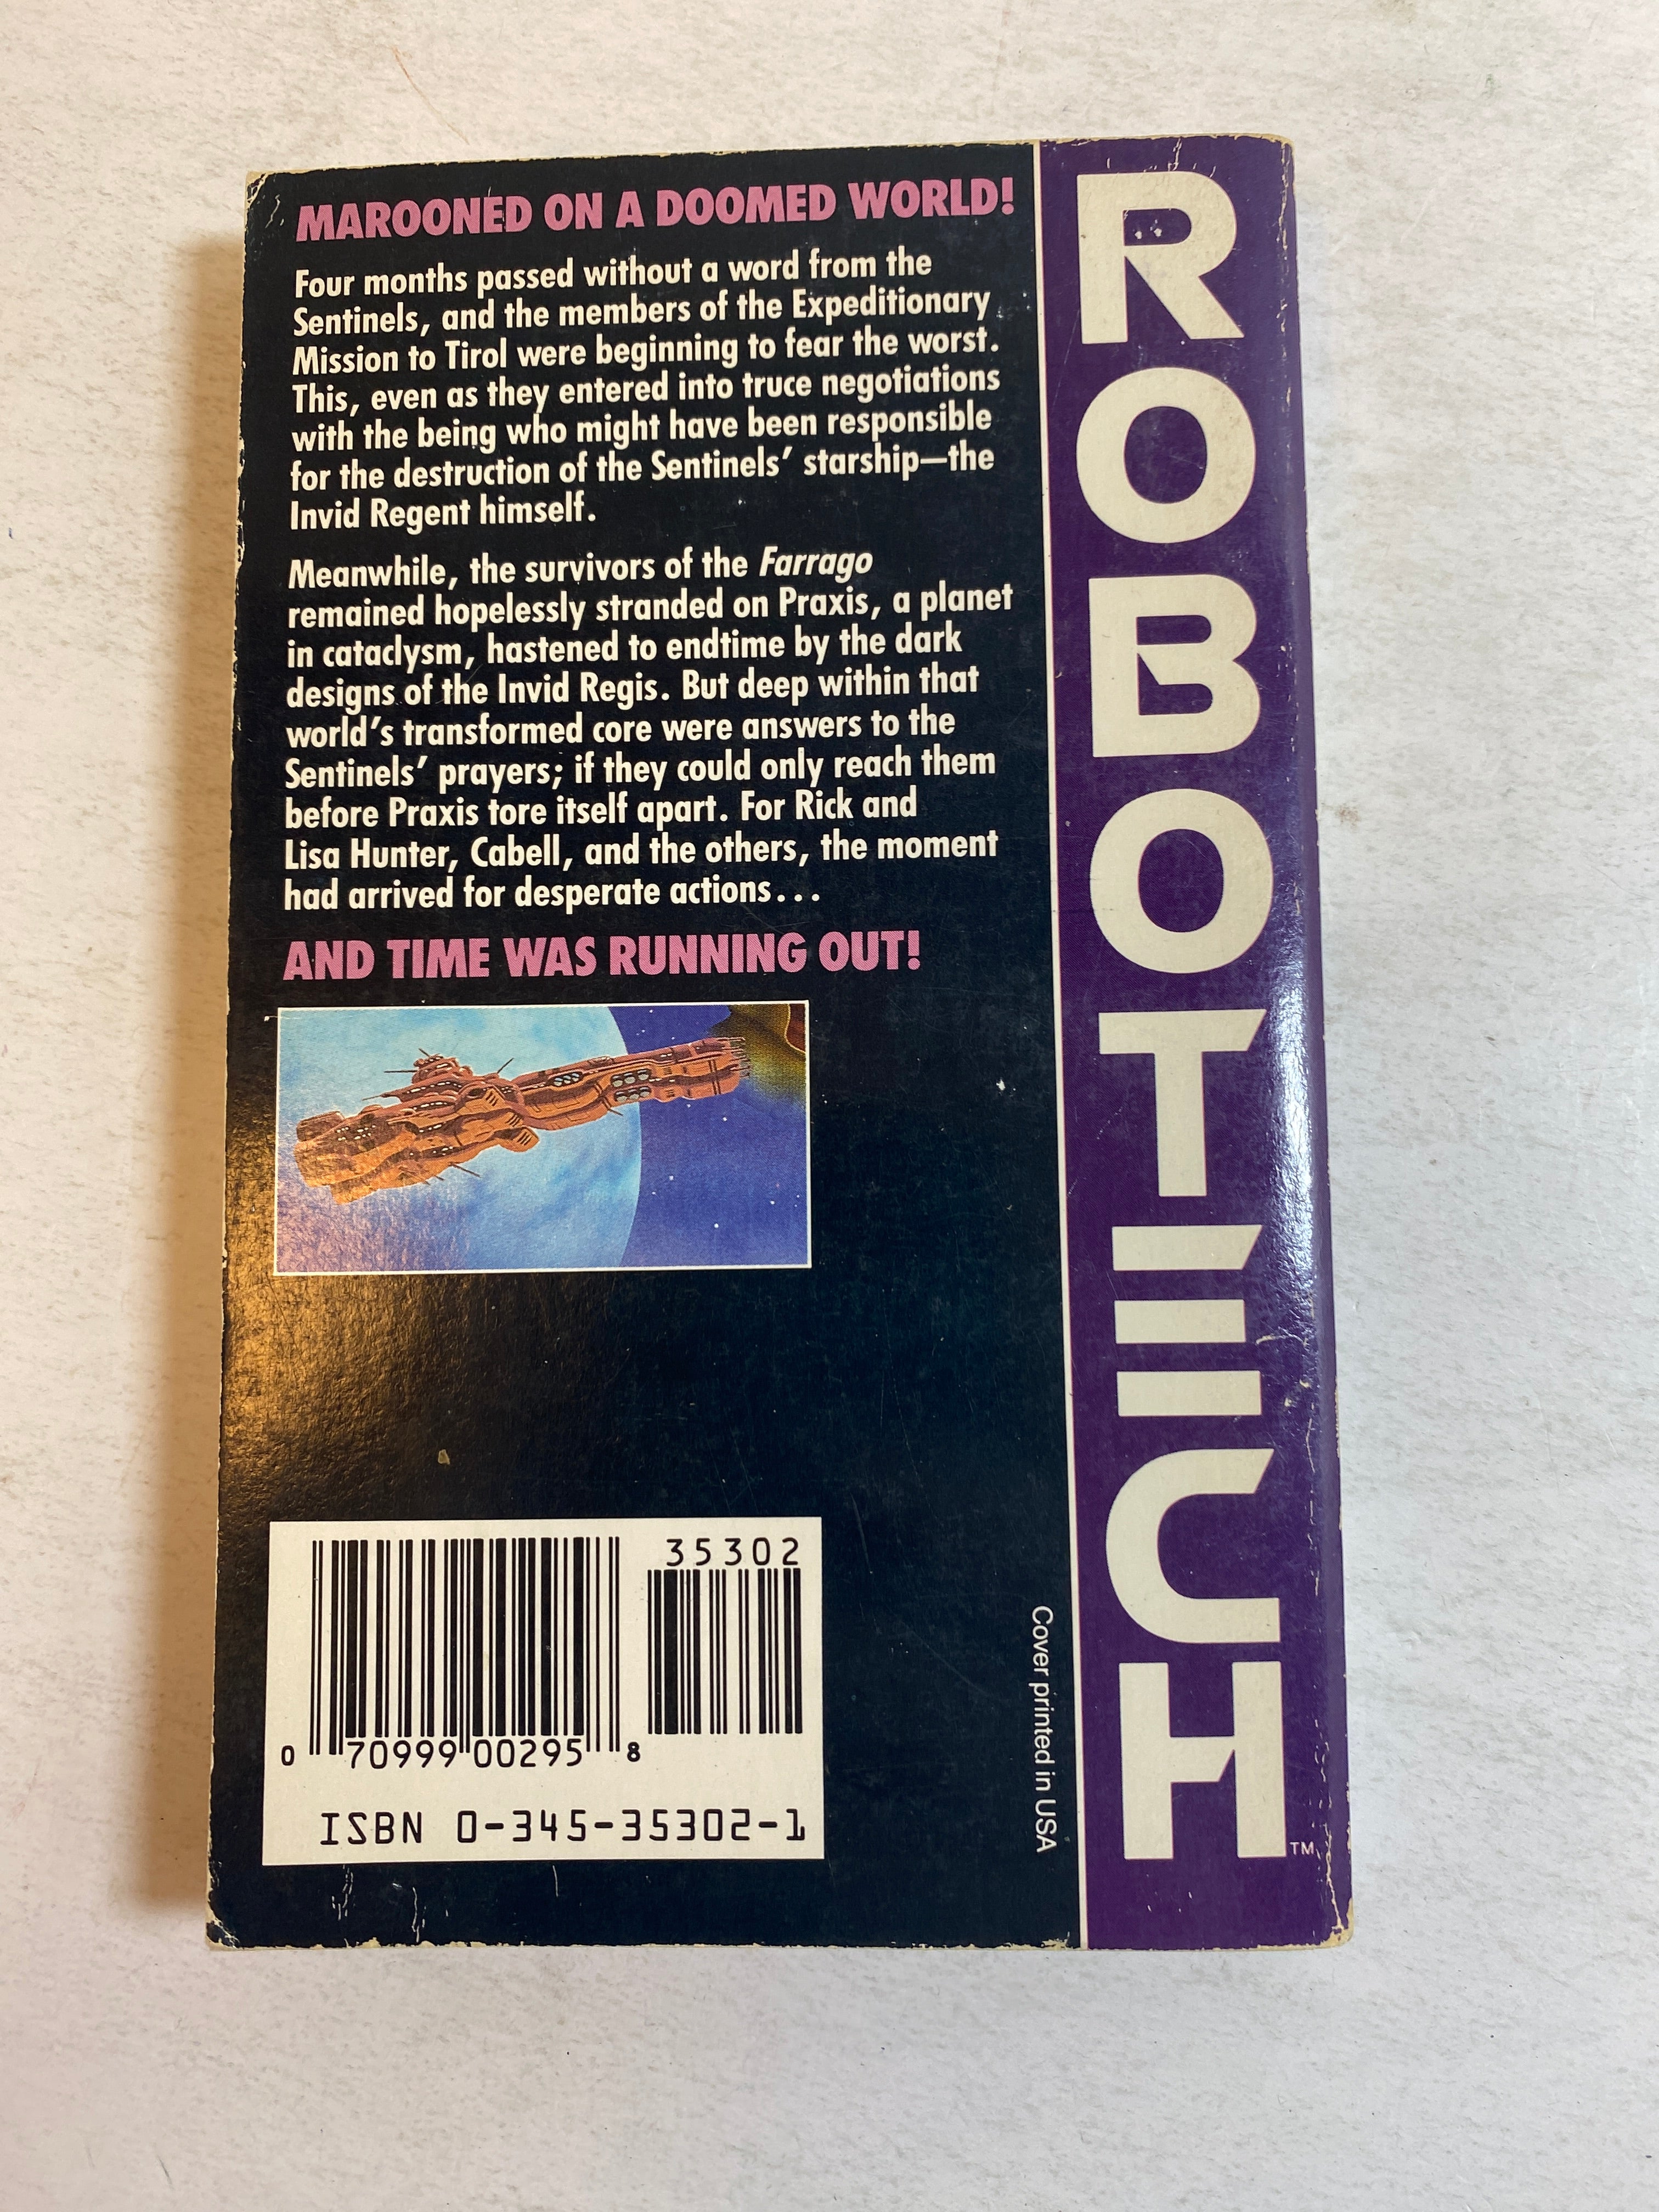 MAROONED ON A DOOMED WORLD!
Four months passed without a word from the
Sentinels, and the members of the Expeditionary
Mission to Tirol were beginning to fear the worst.
This, even as they entered into truce negotiations
with the being who might have been responsible
for the destruction of the Sentinels' starship—the
Invid Regent himself.
Meanwhile, the survivors of the Farrago
remained hopelessly stranded on Praxis, a planet
in cataclysm, hastened to endtime by the dark
designs of the Invid Regis. But deep within that
world's transformed core were answers to the
Sentinels' prayers; if they could only reach them
before Praxis tore itself apart. For Rick and
Lisa Hunter, Cabell, and the others, the moment
had arrived for desperate actions...
AND TIME WAS RUNNING OUT!
35302
0 70999 00295 8
ISBN 0-345-35302-1
Cover printed in USA
ROBOTECH™